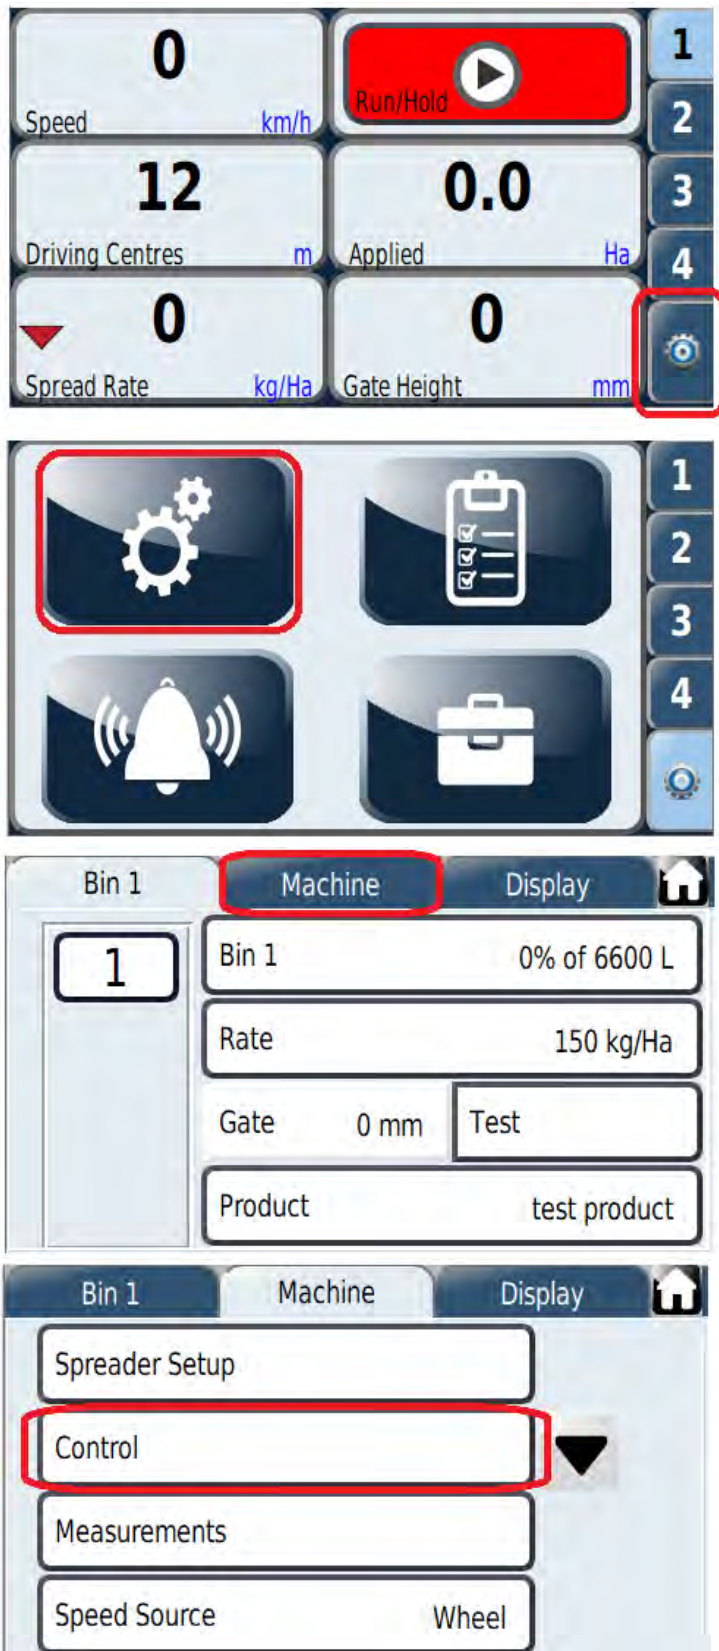 0
Speed km/h
Run/Hold
1
2
12
Driving Centres m
0.0
Applied Ha
3
4
0
Spread Rate kg/Ha
0
Gate Height mm
1
2
3
4
Bin 1 Machine Display
1
Bin 1 0% of 6600 L
Rate 150 kg/Ha
Gate 0 mm Test
Product test product
Bin 1 Machine Display
Spreader Setup
Control
Measurements
Speed Source Wheel